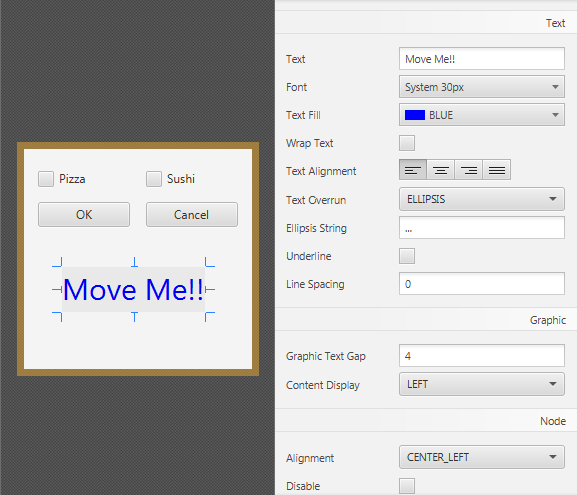 Pizza
Sushi
OK
Cancel
Move Me!!
Text
Text
Move Me!!
Font
System 30px
Text Fill
BLUE
Wrap Text
Text Alignment
Text Overrun
ELLIPSIS
Ellipsis String
...
Underline
Line Spacing
0
Graphic
Graphic Text Gap
4
Content Display
LEFT
Node
Alignment
CENTER_LEFT
Disable